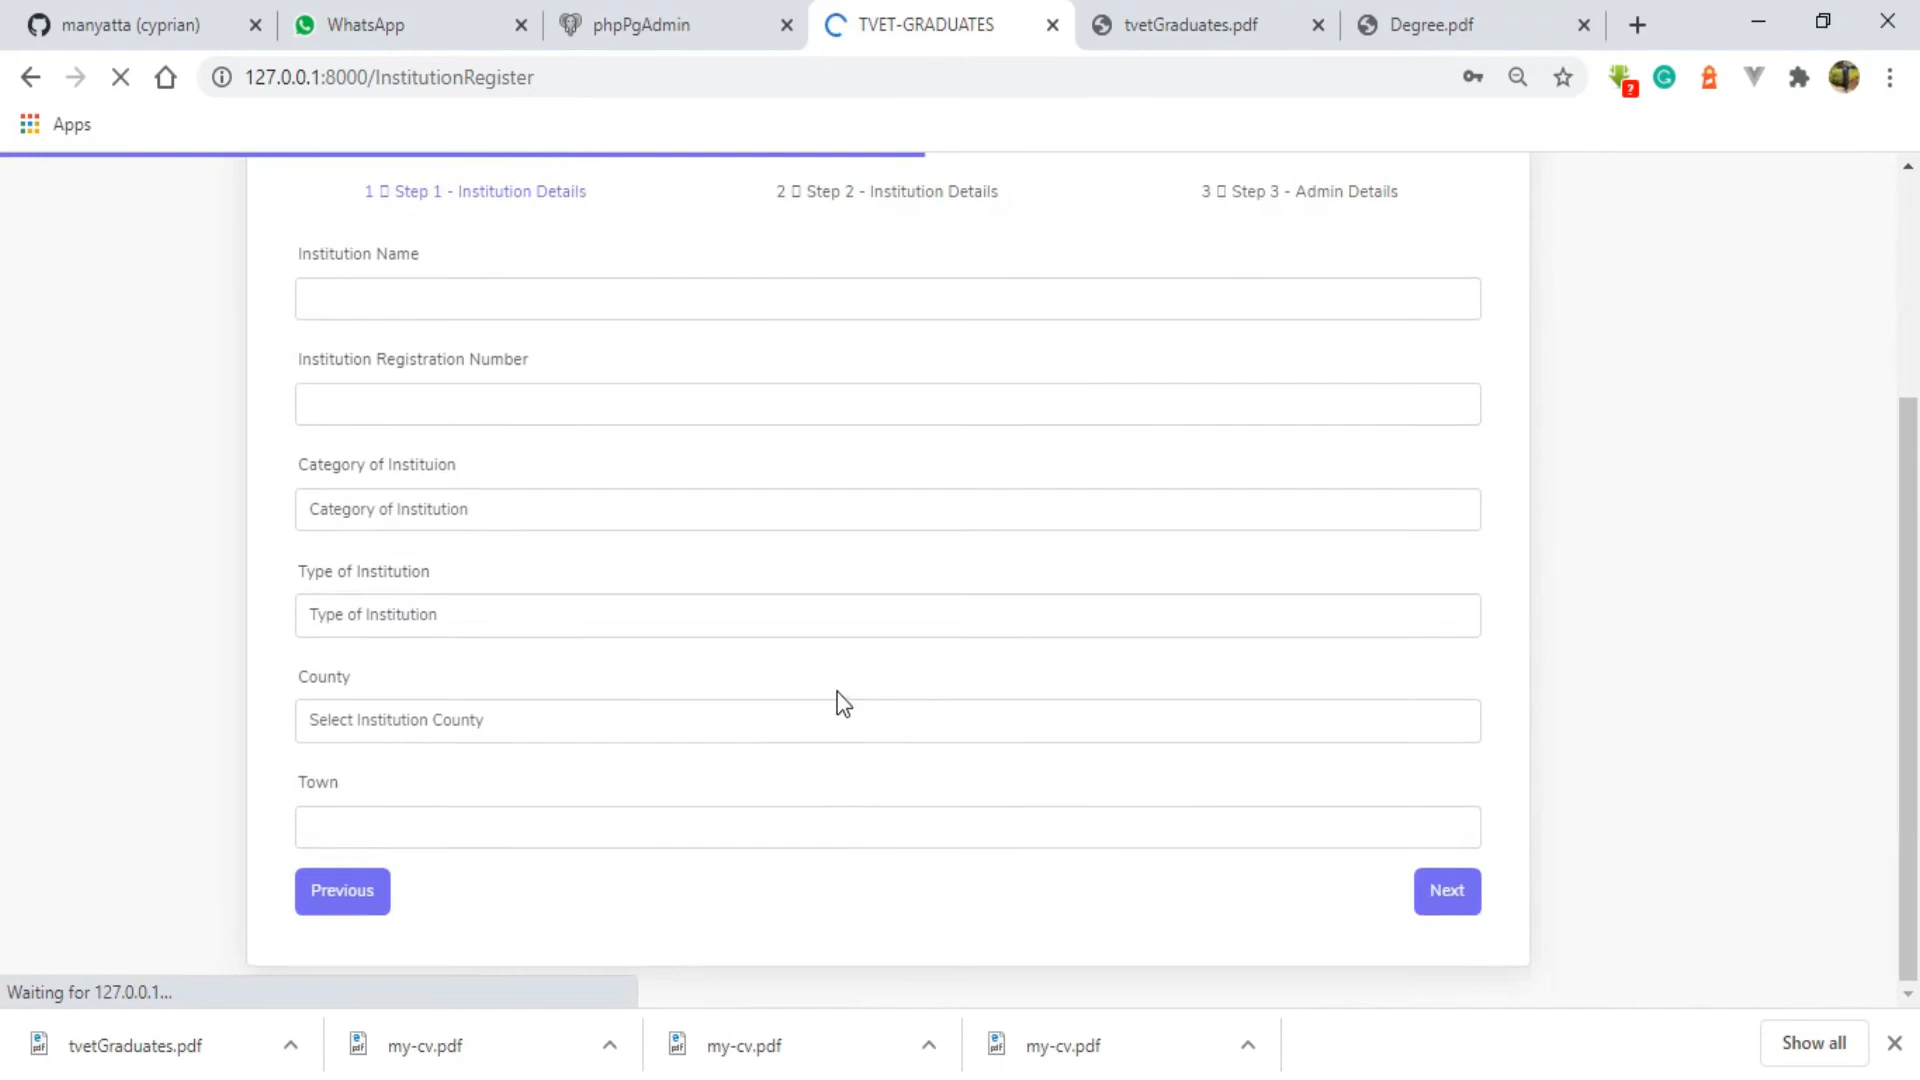 manyatta (cyprian)
WhatsApp
phpPgAdmin
TVET-GRADUATES
tvetGraduates.pdf
Degree.pdf
127.0.0.1:8000/InstitutionRegister
Apps
1 ▯ Step 1 - Institution Details
2 ▯ Step 2 - Institution Details
3 ▯ Step 3 - Admin Details
Institution Name
Institution Registration Number
Category of Instituion
Category of Institution
Type of Institution
Type of Institution
County
Select Institution County
Town
Previous
Next
Waiting for 127.0.0.1...
tvetGraduates.pdf
my-cv.pdf
my-cv.pdf
my-cv.pdf
Show all